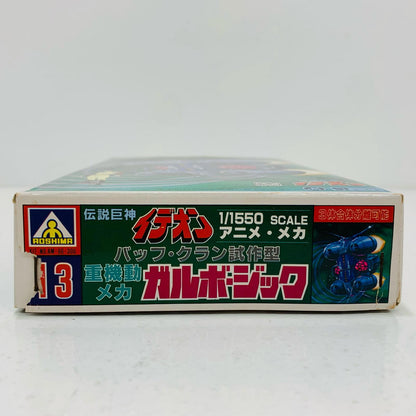 AOSHIMA
13
伝説巨神
イデオン
1/1550 SCALE
アニメ・メカ
バッフ・クラン試作型
重機動
メカ
ガルボ・ジック
3体合体分離可能